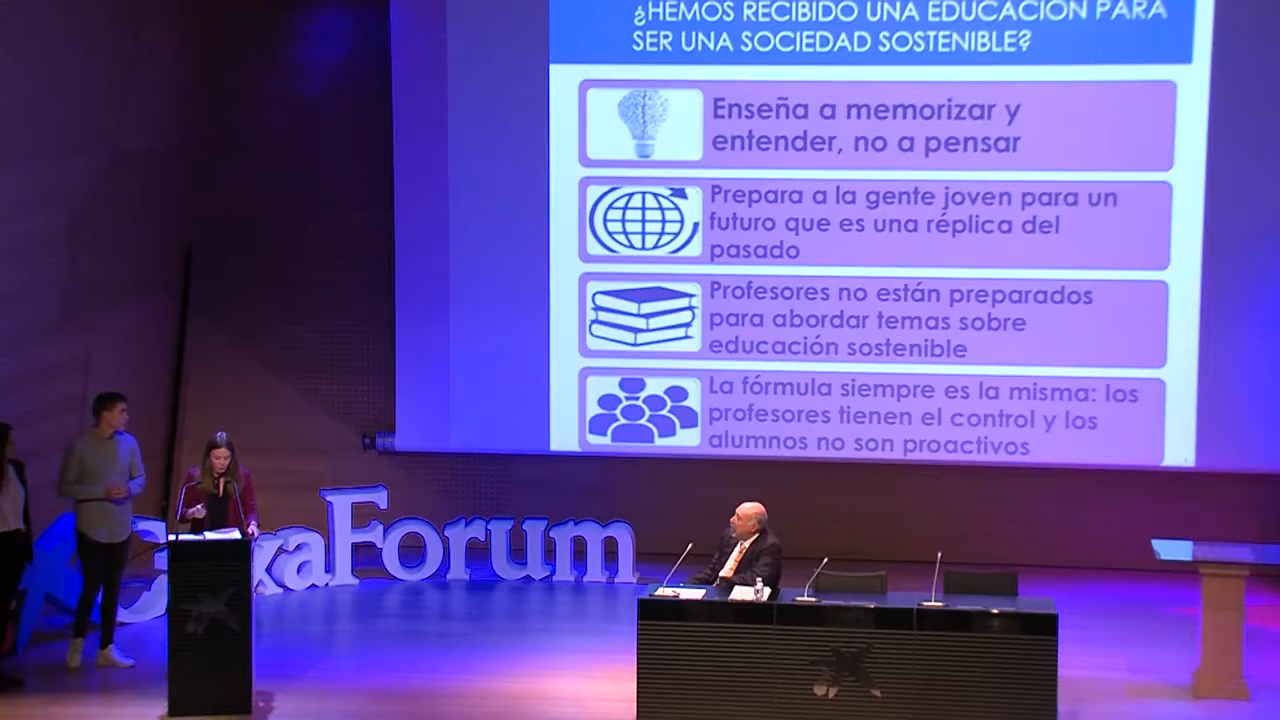 ¿HEMOS RECIBIDO UNA EDUCACIÓN PARA
SER UNA SOCIEDAD SOSTENIBLE?
Enseña a memorizar y
entender, no a pensar
Prepara a la gente joven para un
futuro que es una réplica del
pasado
Profesores no están preparados
para abordar temas sobre
educación sostenible
La fórmula siempre es la misma: los
profesores tienen el control y los
alumnos no son proactivos
CaixaForum